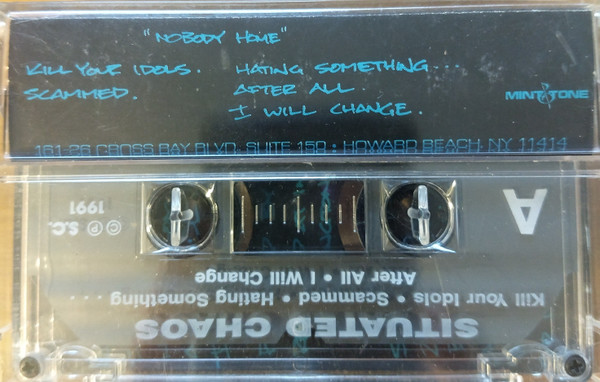 "NOBODY HOME"
KILL YOUR IDOLS. HATING SOMETHING...
SCAMMED. AFTER ALL.
I WILL CHANGE.
MINT TONE
161-26 CROSS BAY BLVD. SUITE 150 • HOWARD BEACH, NY 11414
A
© ℗ S.C.
1991
SITUATED CHAOS
Kill Your Idols • Scammed • Hating Something . . .
After All • I Will Change